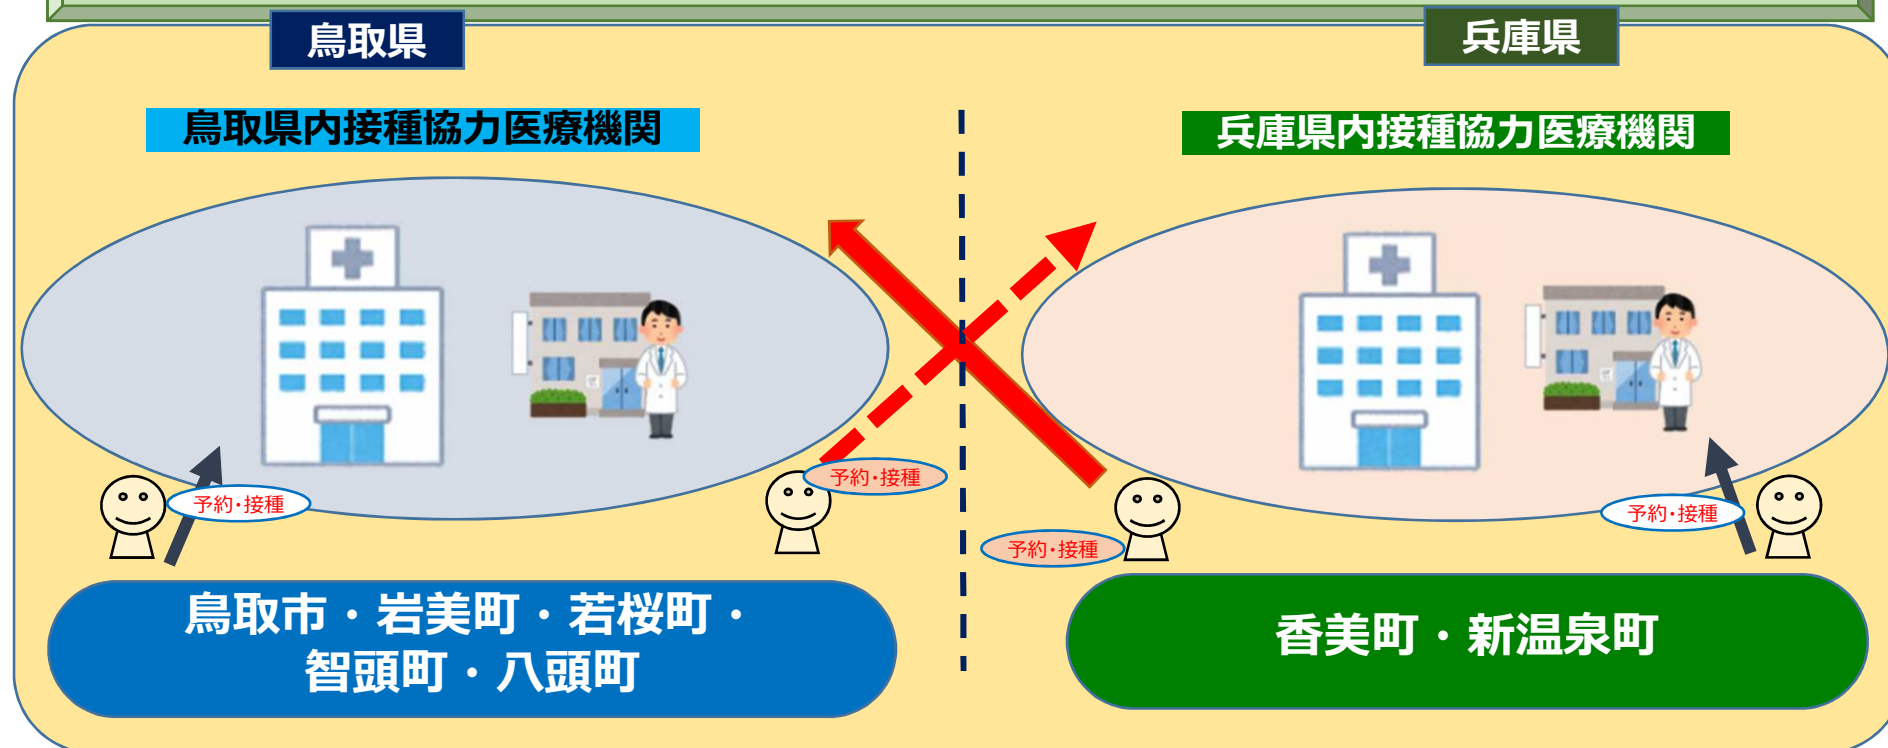 鳥取県
兵庫県
鳥取県内接種協力医療機関
兵庫県内接種協力医療機関
予約・接種
予約・接種
予約・接種
予約・接種
鳥取市・岩美町・若桜町・
智頭町・八頭町
香美町・新温泉町